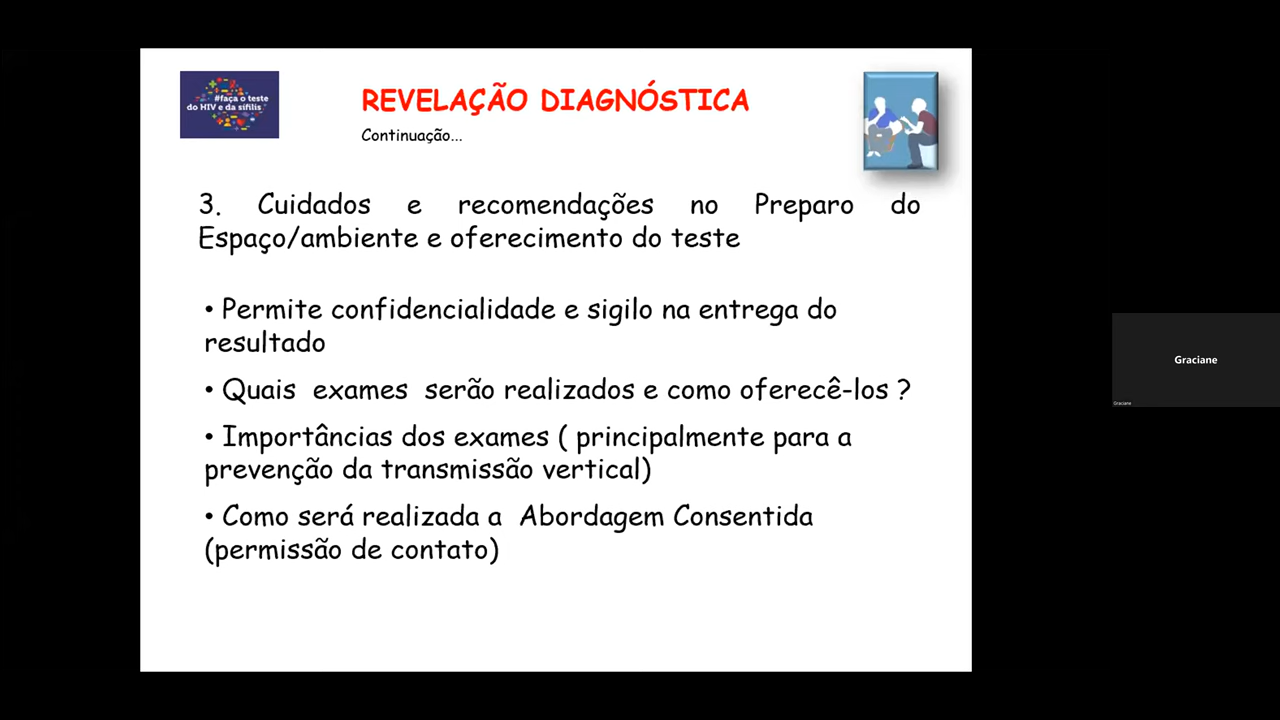 #faça o teste
do HIV e da sífilis
REVELAÇÃO DIAGNÓSTICA
Continuação...
3. Cuidados e recomendações no Preparo do
Espaço/ambiente e oferecimento do teste
• Permite confidencialidade e sigilo na entrega do
resultado
• Quais exames serão realizados e como oferecê-los ?
• Importâncias dos exames ( principalmente para a
prevenção da transmissão vertical)
• Como será realizada a Abordagem Consentida
(permissão de contato)
Graciane
Graciane